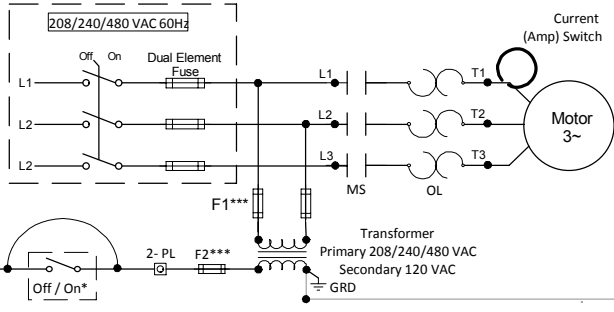 208/240/480 VAC 60Hz
Current
(Amp) Switch
Off On
Dual Element
Fuse
L1
L1
T1
L2
L2
T2
Motor
3~
L2
L3
T3
MS
OL
F1***
Transformer
Primary 208/240/480 VAC
Secondary 120 VAC
2- PL
F2***
Off / On*
GRD